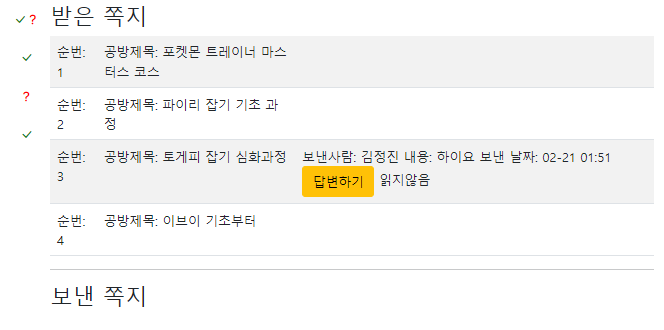 ✓ ?
받은 쪽지
✓
순번:
1
공방제목: 포켓몬 트레이너 마스
터스 코스
?
순번:
2
공방제목: 파이리 잡기 기초 과
정
✓
순번:
3
공방제목: 토게피 잡기 심화과정
보낸사람: 김정진 내용: 하이요 보낸 날짜: 02-21 01:51
답변하기 읽지않음
순번:
4
공방제목: 이브이 기초부터
보낸 쪽지